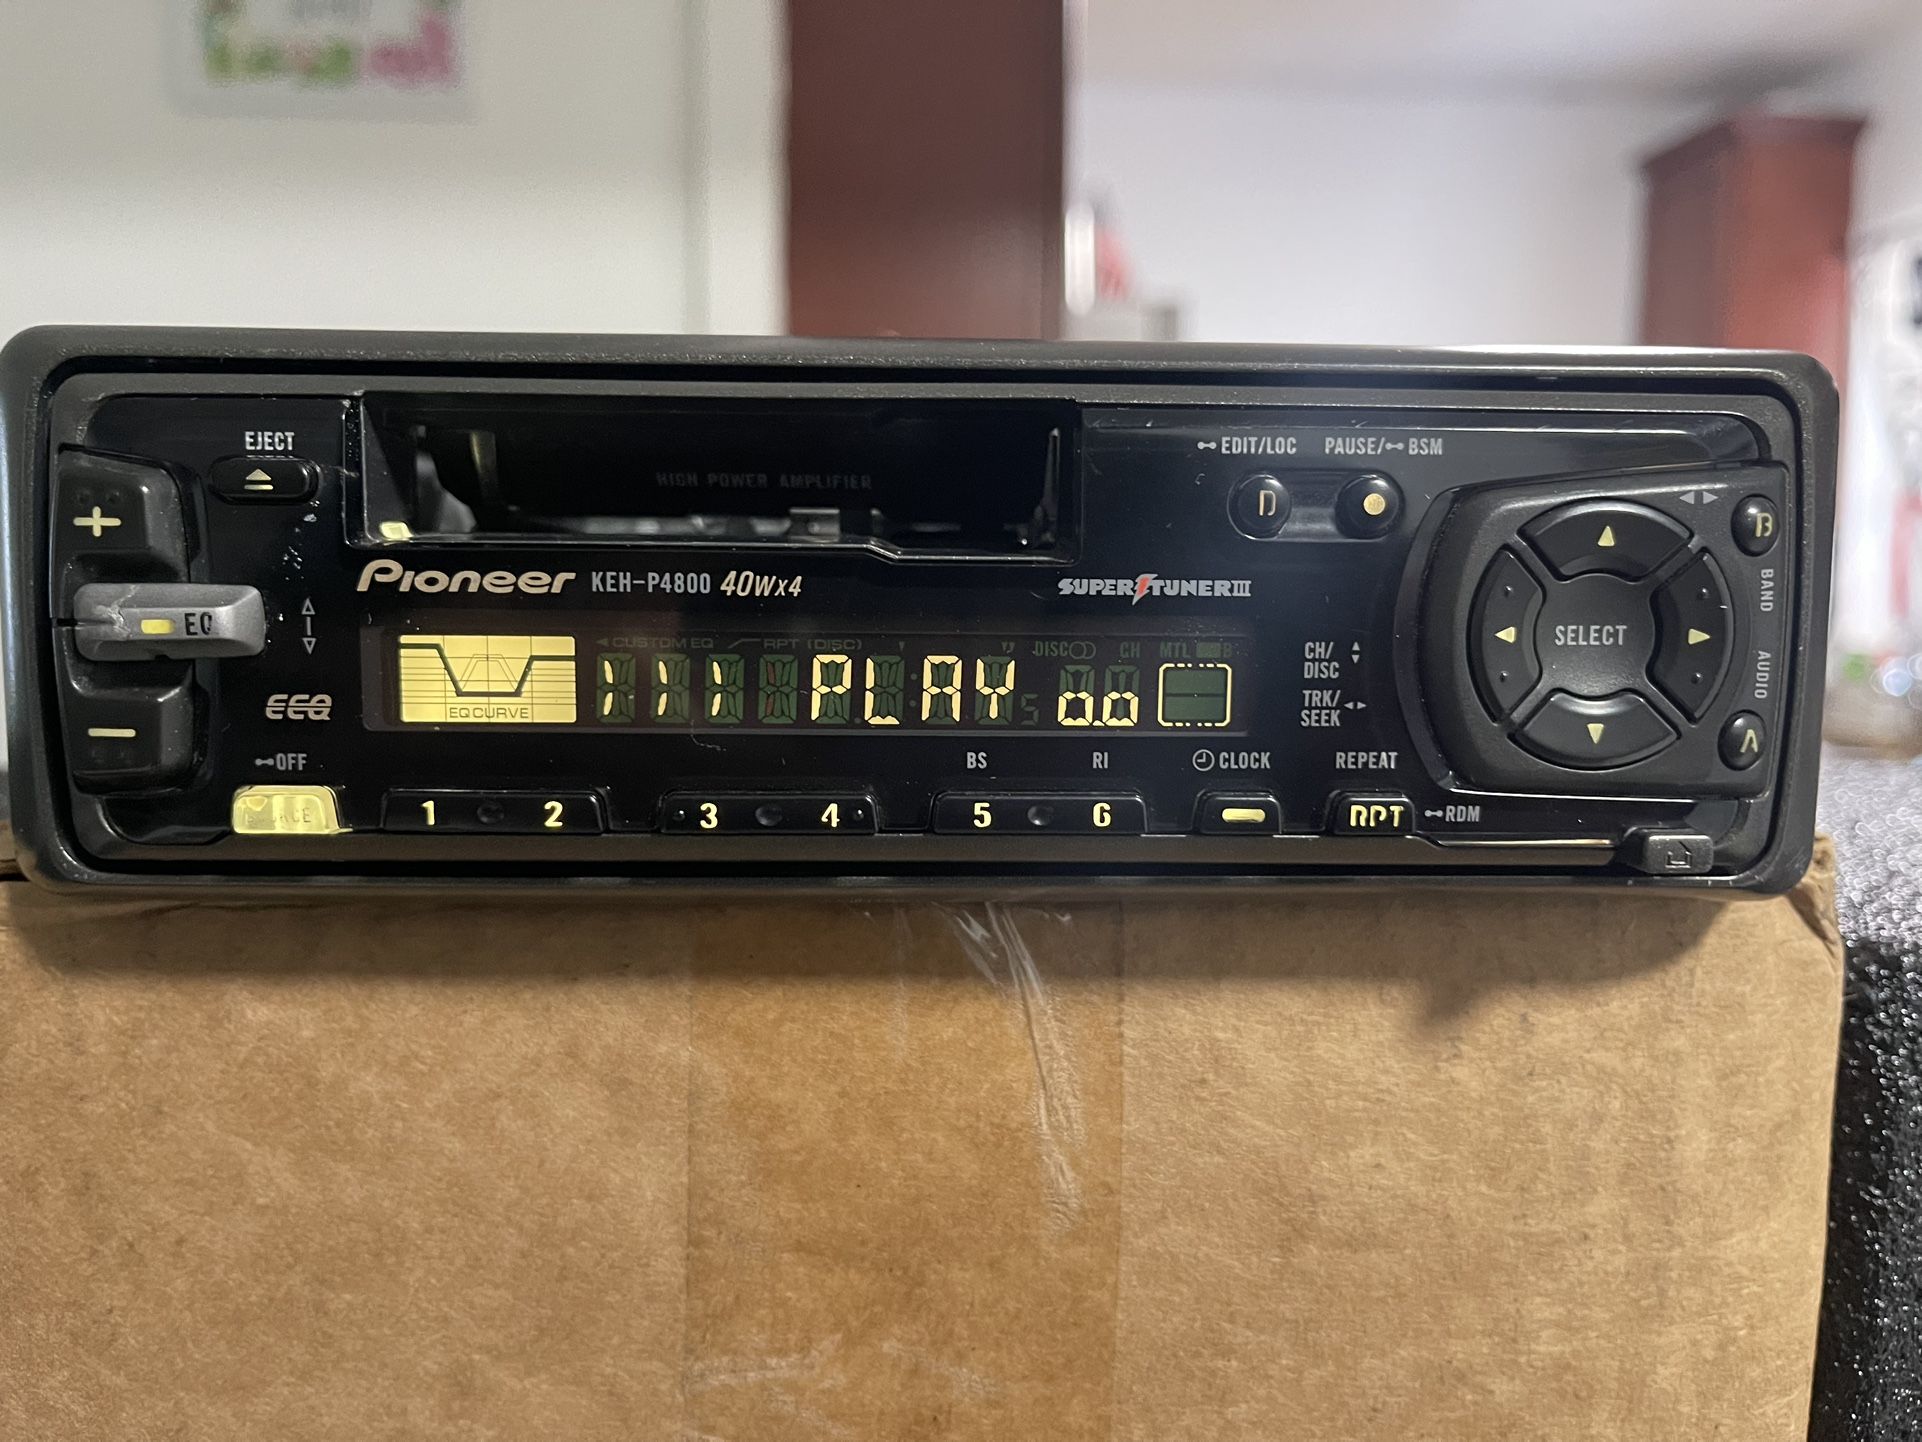 EJECT
HIGH POWER AMPLIFIER
EDIT/LOC PAUSE/ BSM
D
+
B
Pioneer KEH-P4800 40Wx4
SUPER TUNER III
BAND
EQ
CUSTOM EQ RPT (DISC) DISC CH MTL B
PLAY
EQ CURVE
CH/
DISC
TRK/
SEEK
SELECT
AUDIO
EEQ
−
A
OFF
BS RI CLOCK REPEAT
1 2 3 4 5 6 RPT RDM